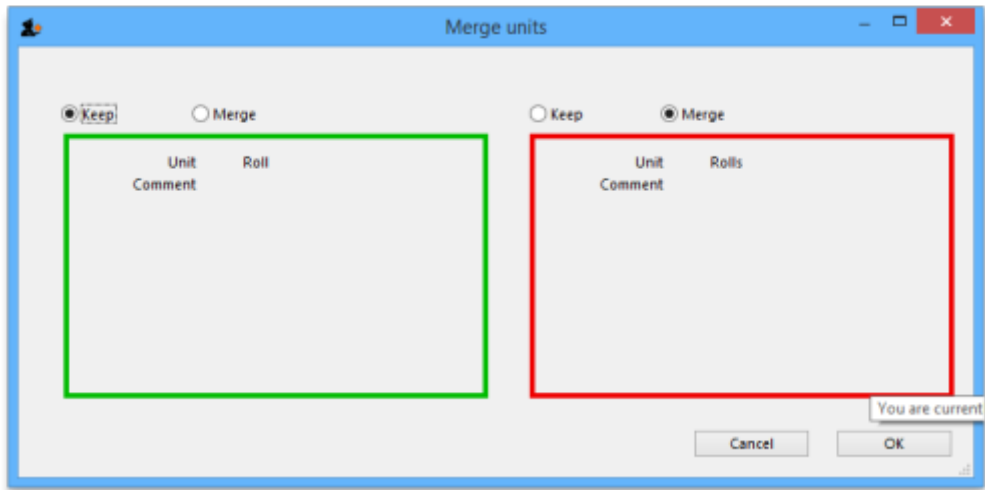 Merge units
Keep Merge Keep Merge
Unit Roll
Comment
Unit Rolls
Comment
You are current
Cancel OK